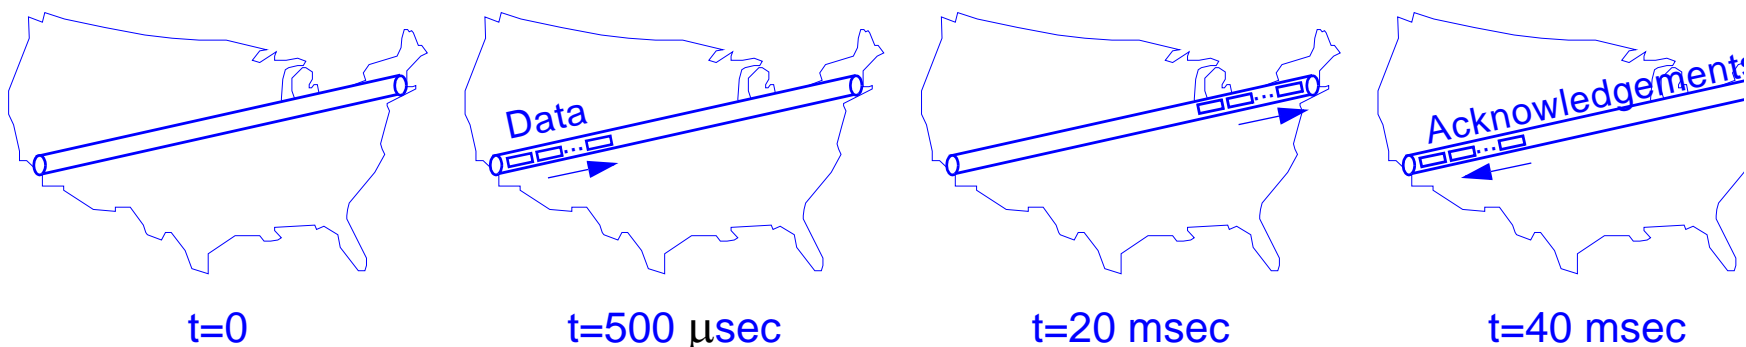 Data
Acknowledgements
t=0
t=500 μsec
t=20 msec
t=40 msec